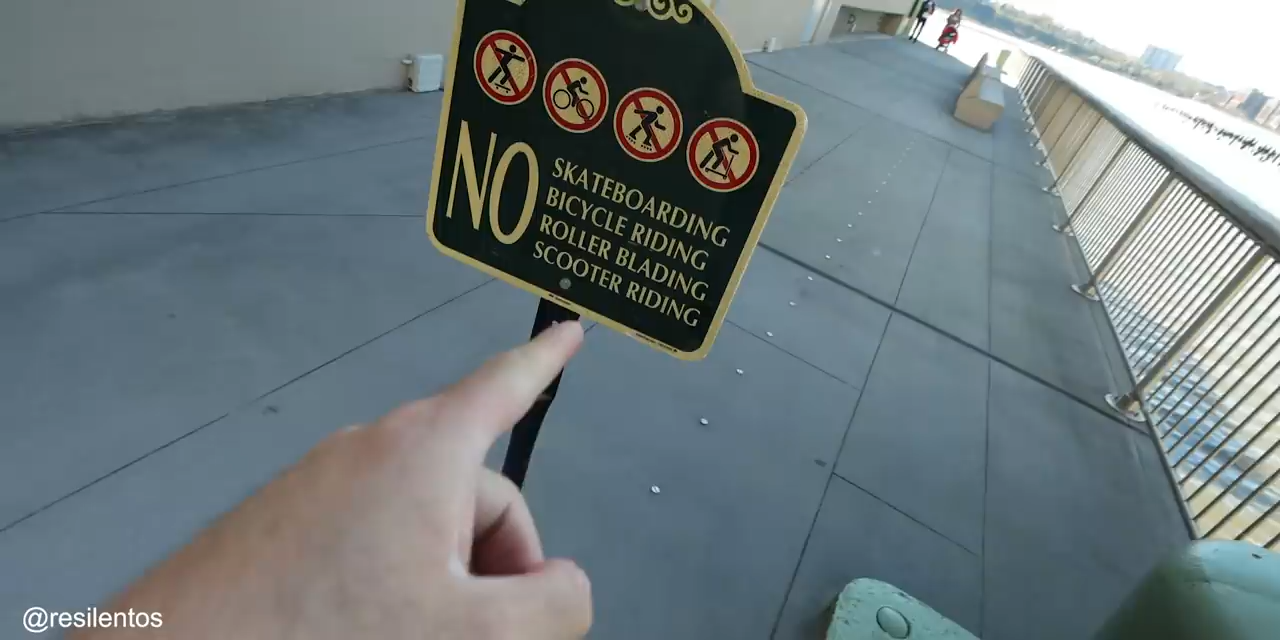 NO
SKATEBOARDING
BICYCLE RIDING
ROLLER BLADING
SCOOTER RIDING
@resilentos